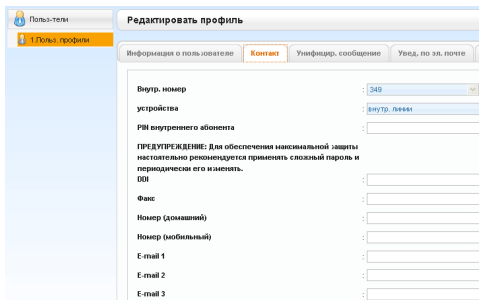 Польз-тели
Редактировать профиль
1.Польз. профили
Информация о пользователе
Контакт
Унифицир. сообщение
Увед. по эл. почте
Внутр. номер : 349
устройства : внутр. линии
PIN внутреннего абонента :
ПРЕДУПРЕЖДЕНИЕ: Для обеспечения максимальной защиты
настоятельно рекомендуется применять сложный пароль и
периодически его изменять.
DDI :
Факс :
Номер (домашний) :
Номер (мобильный) :
E-mail 1 :
E-mail 2 :
E-mail 3 :